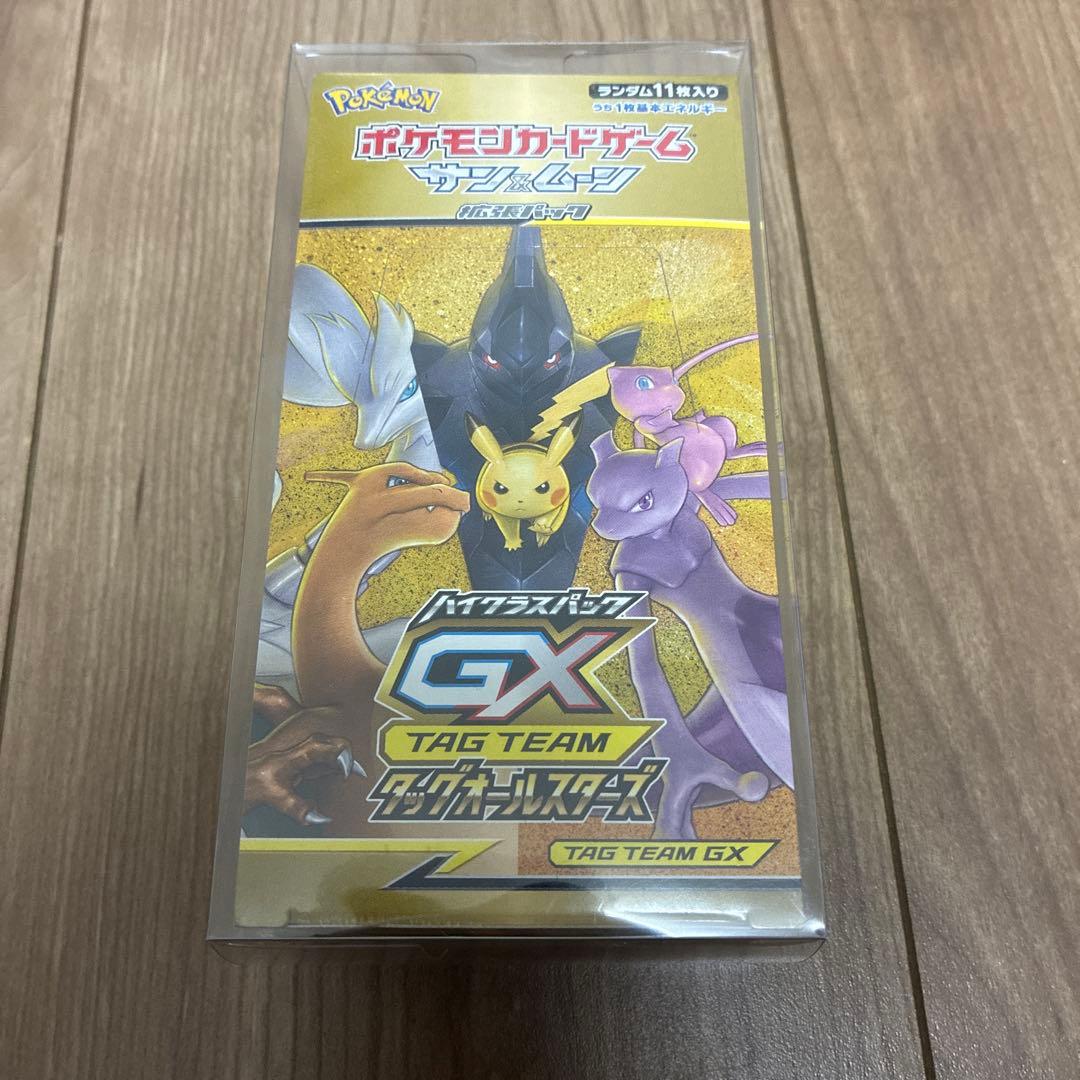 POKéMON
ランダム11枚入り
うち1枚基本エネルギー
ポケモンカードゲーム
サン&ムーン
拡張パック
ハイクラスパック
GX
TAG TEAM
タッグオールスターズ
TAG TEAM GX